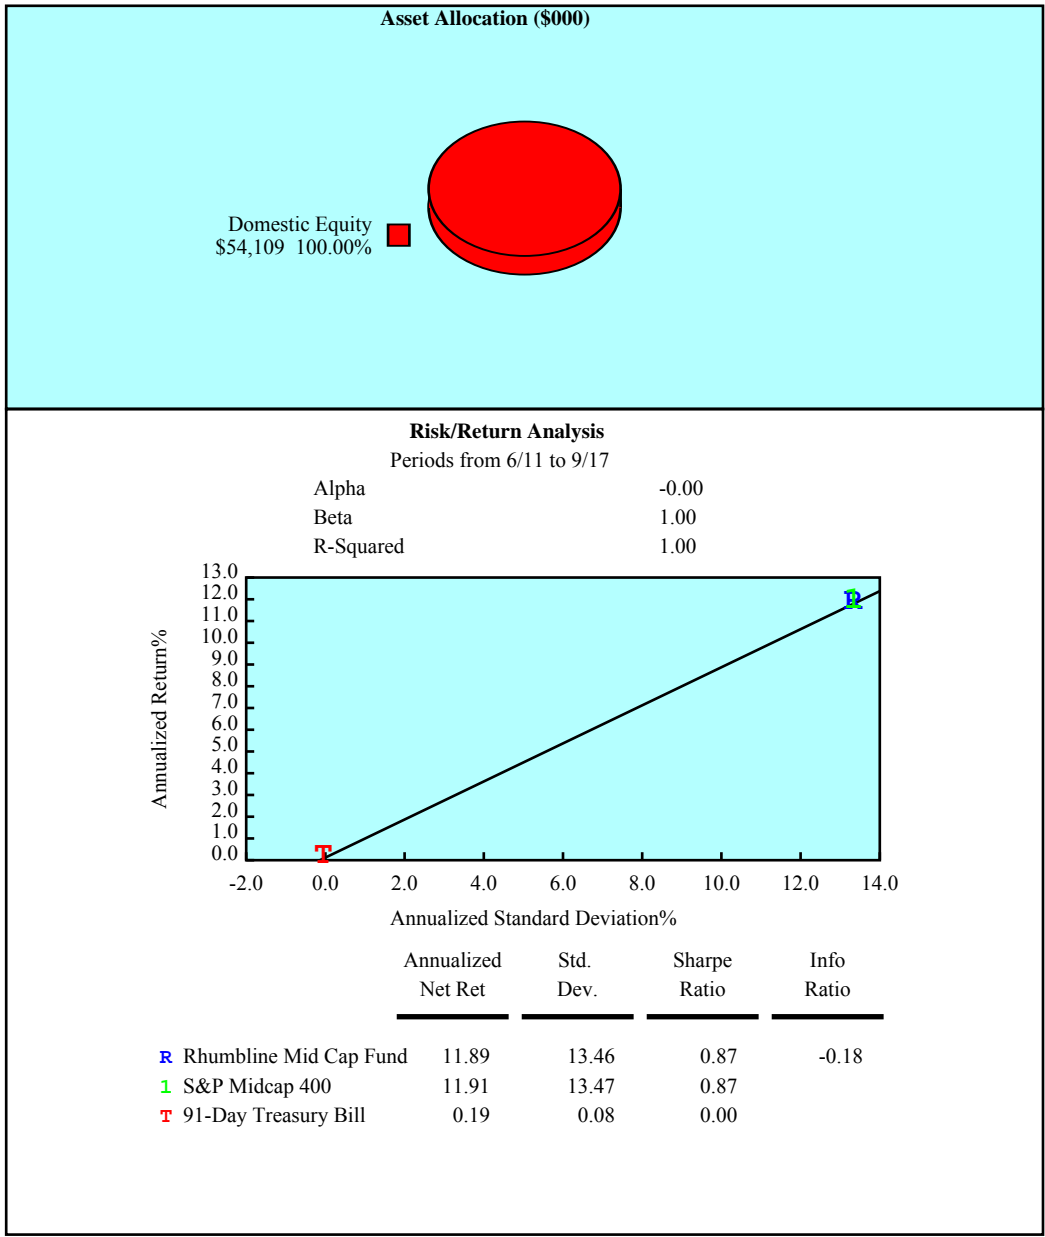 Asset Allocation ($000)
Domestic Equity
$54,109 100.00%
Risk/Return Analysis
Periods from 6/11 to 9/17
Alpha -0.00
Beta 1.00
R-Squared 1.00
13.0
12.0
11.0
10.0
9.0
8.0
7.0
6.0
5.0
4.0
3.0
2.0
1.0
0.0
Annualized Return%
R
1
T
-2.0 0.0 2.0 4.0 6.0 8.0 10.0 12.0 14.0
Annualized Standard Deviation%
Annualized Std. Sharpe Info
Net Ret Dev. Ratio Ratio
R Rhumbline Mid Cap Fund 11.89 13.46 0.87 -0.18
1 S&P Midcap 400 11.91 13.47 0.87
T 91-Day Treasury Bill 0.19 0.08 0.00